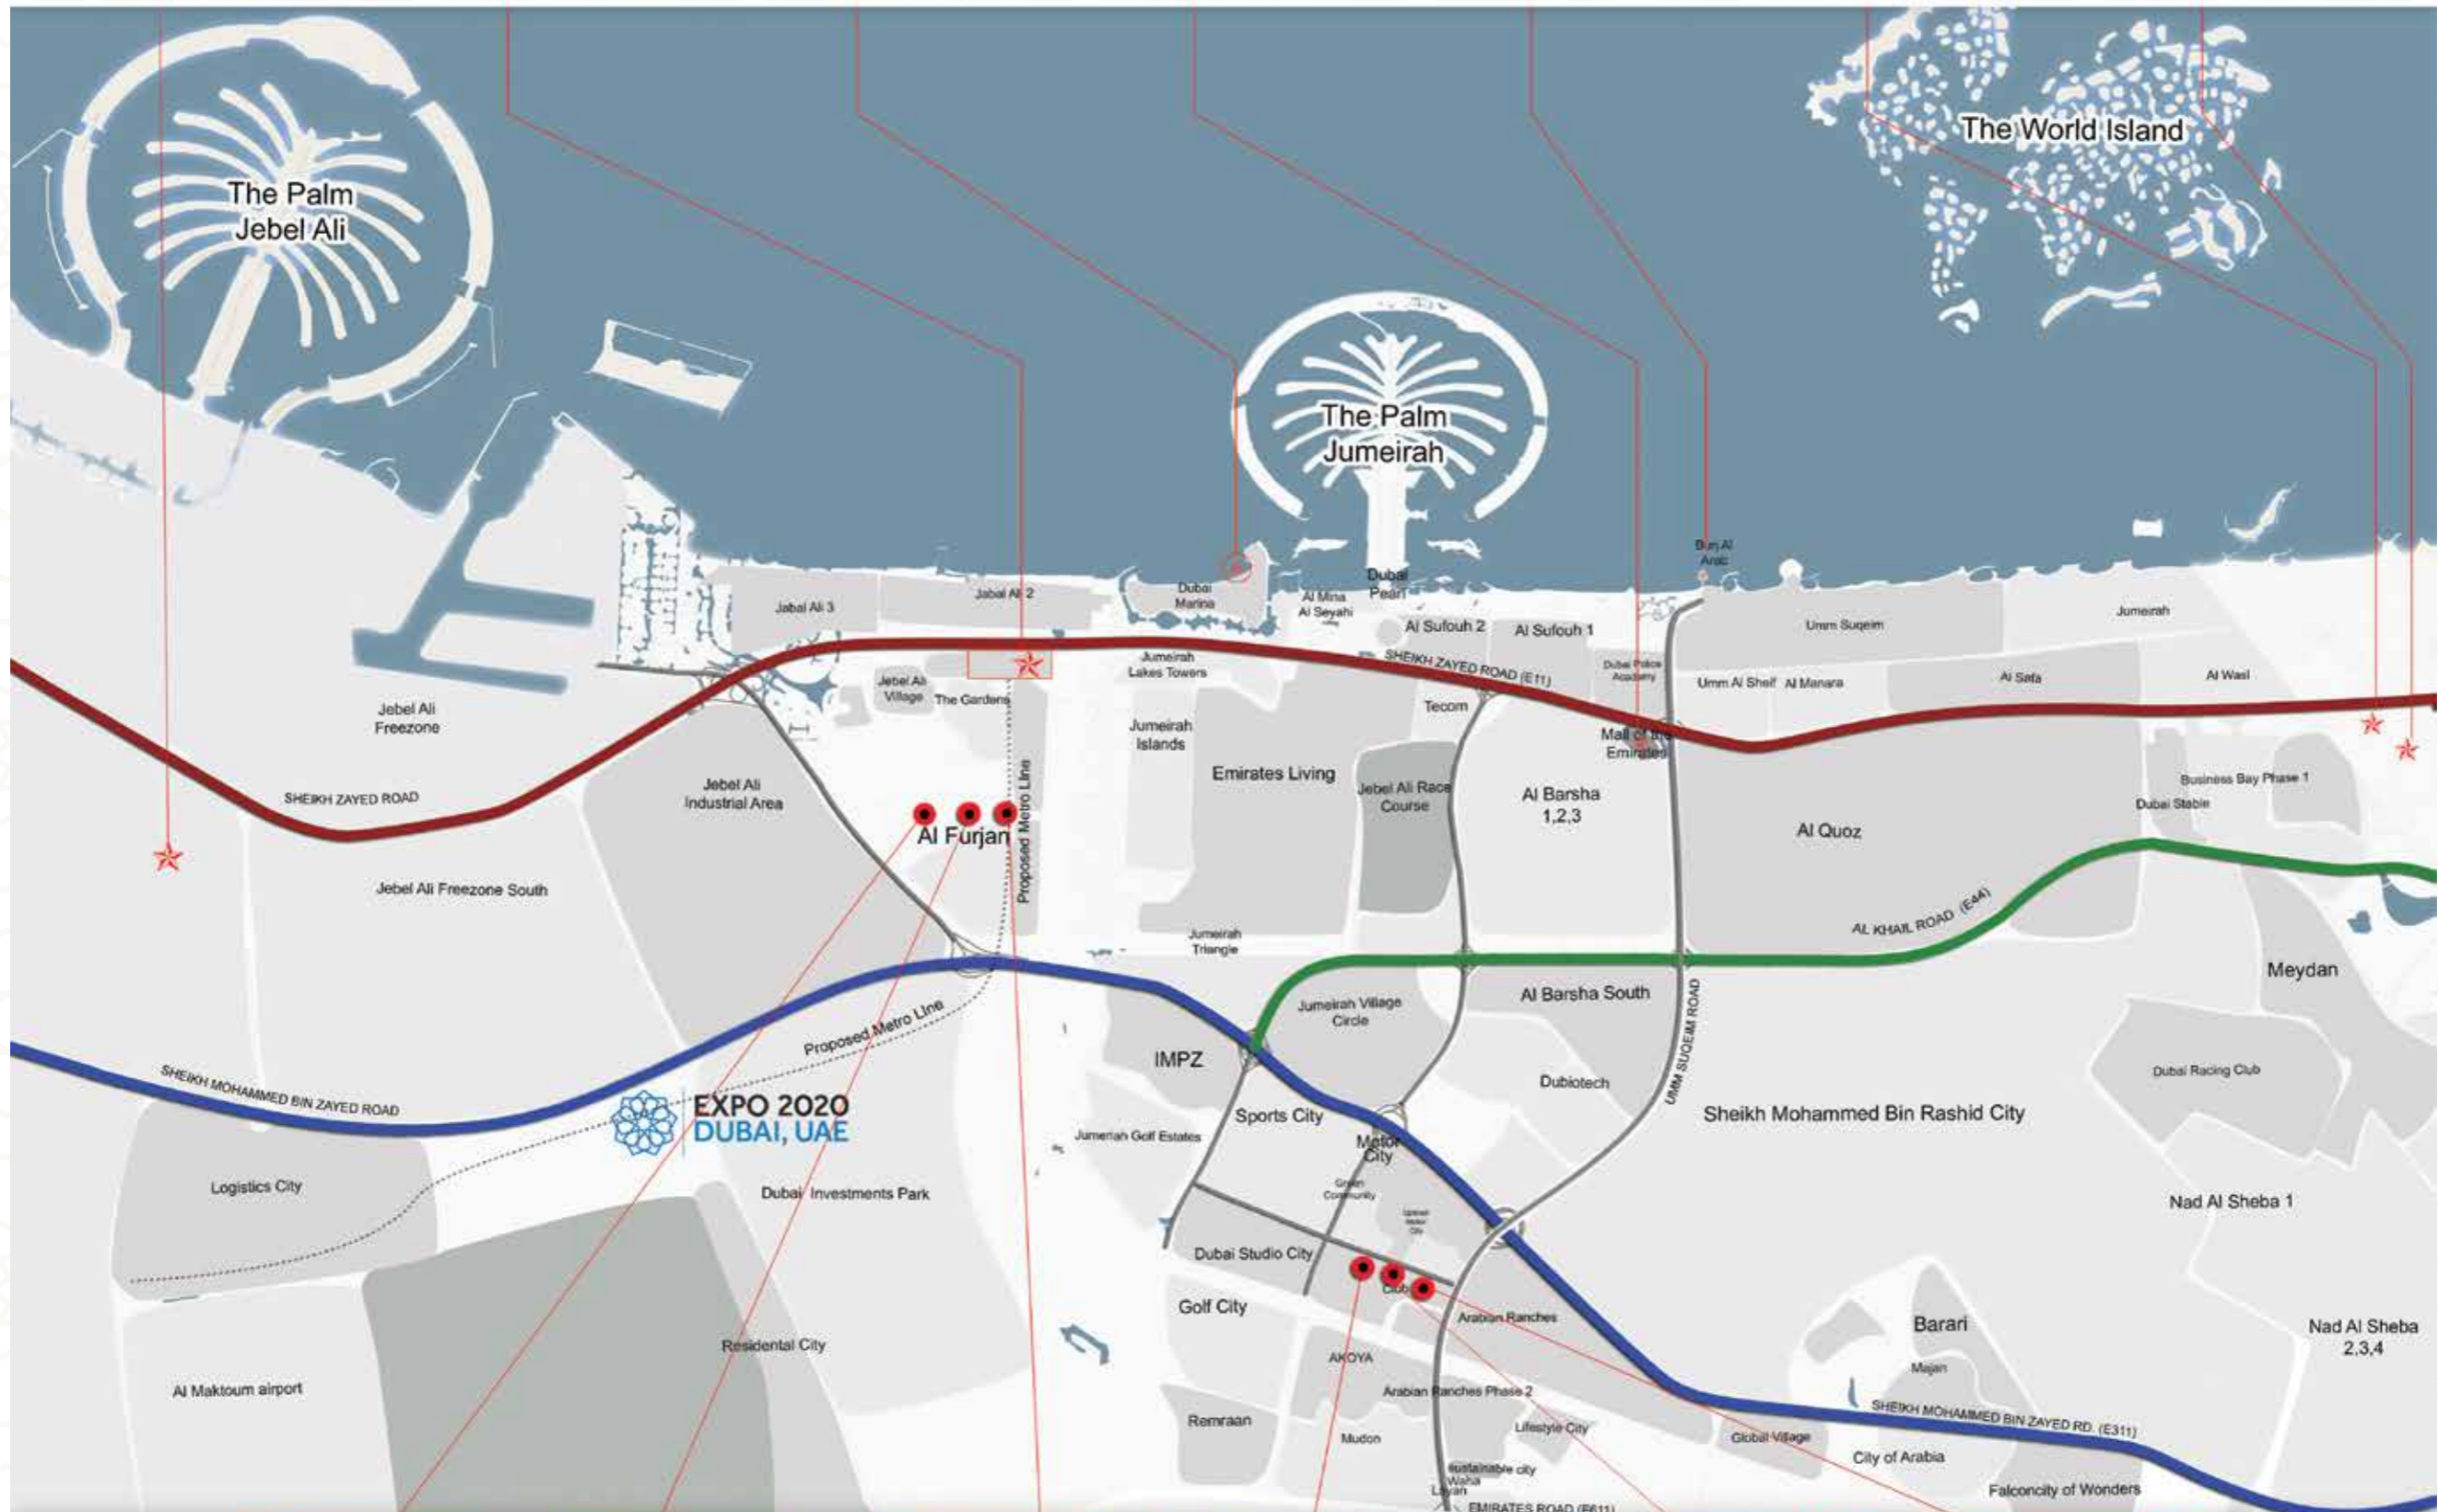 The World Island
The Palm
Jebel Ali
The Palm
Jumeirah
Burj Al
Arab
Dubai
Pearl
Dubai
Marina
Jabal Ali 2
Jabal Ali 3
Al Mina
Al Seyahi
Al Sufouh 2
Al Sufouh 1
Umm Suqeim
Jumeirah
SHEIKH ZAYED ROAD (E11)
Jumeirah
Lakes Towers
Dubai Police
Academy
Umm Al Sheif
Al Manara
Al Safa
Al Wasl
Jebel Ali
Village
The Gardens
Tecom
Jebel Ali
Freezone
Jumeirah
Islands
Mall of the
Emirates
Emirates Living
Jebel Ali Race
Course
Al Barsha
1,2,3
Business Bay Phase 1
Dubai Stable
Jebel Ali
Industrial Area
SHEIKH ZAYED ROAD
Al Furjan
Proposed Metro Line
Al Quoz
Jebel Ali Freezone South
AL KHAIL ROAD (E44)
Jumeirah
Triangle
Meydan
Al Barsha South
Jumeirah Village
Circle
UMM SUQEIM ROAD
Proposed Metro Line
IMPZ
Dubiotech
Dubai Racing Club
SHEIKH MOHAMMED BIN ZAYED ROAD
EXPO 2020
DUBAI, UAE
Sports City
Sheikh Mohammed Bin Rashid City
Jumeriah Golf Estates
Motor
City
Logistics City
Dubai Investments Park
Green
Community
Uptown
Motor
City
Nad Al Sheba 1
Dubai Studio City
Club
Golf City
Arabian Ranches
Barari
Nad Al Sheba
2,3,4
Residental City
AKOYA
Majan
Al Maktoum airport
Arabian Ranches Phase 2
SHEIKH MOHAMMED BIN ZAYED RD. (E311)
Remraan
Mudon
Lifestyle City
Global Village
City of Arabia
sustainable city
Waha
Layan
Falconcity of Wonders
EMIRATES ROAD (E611)